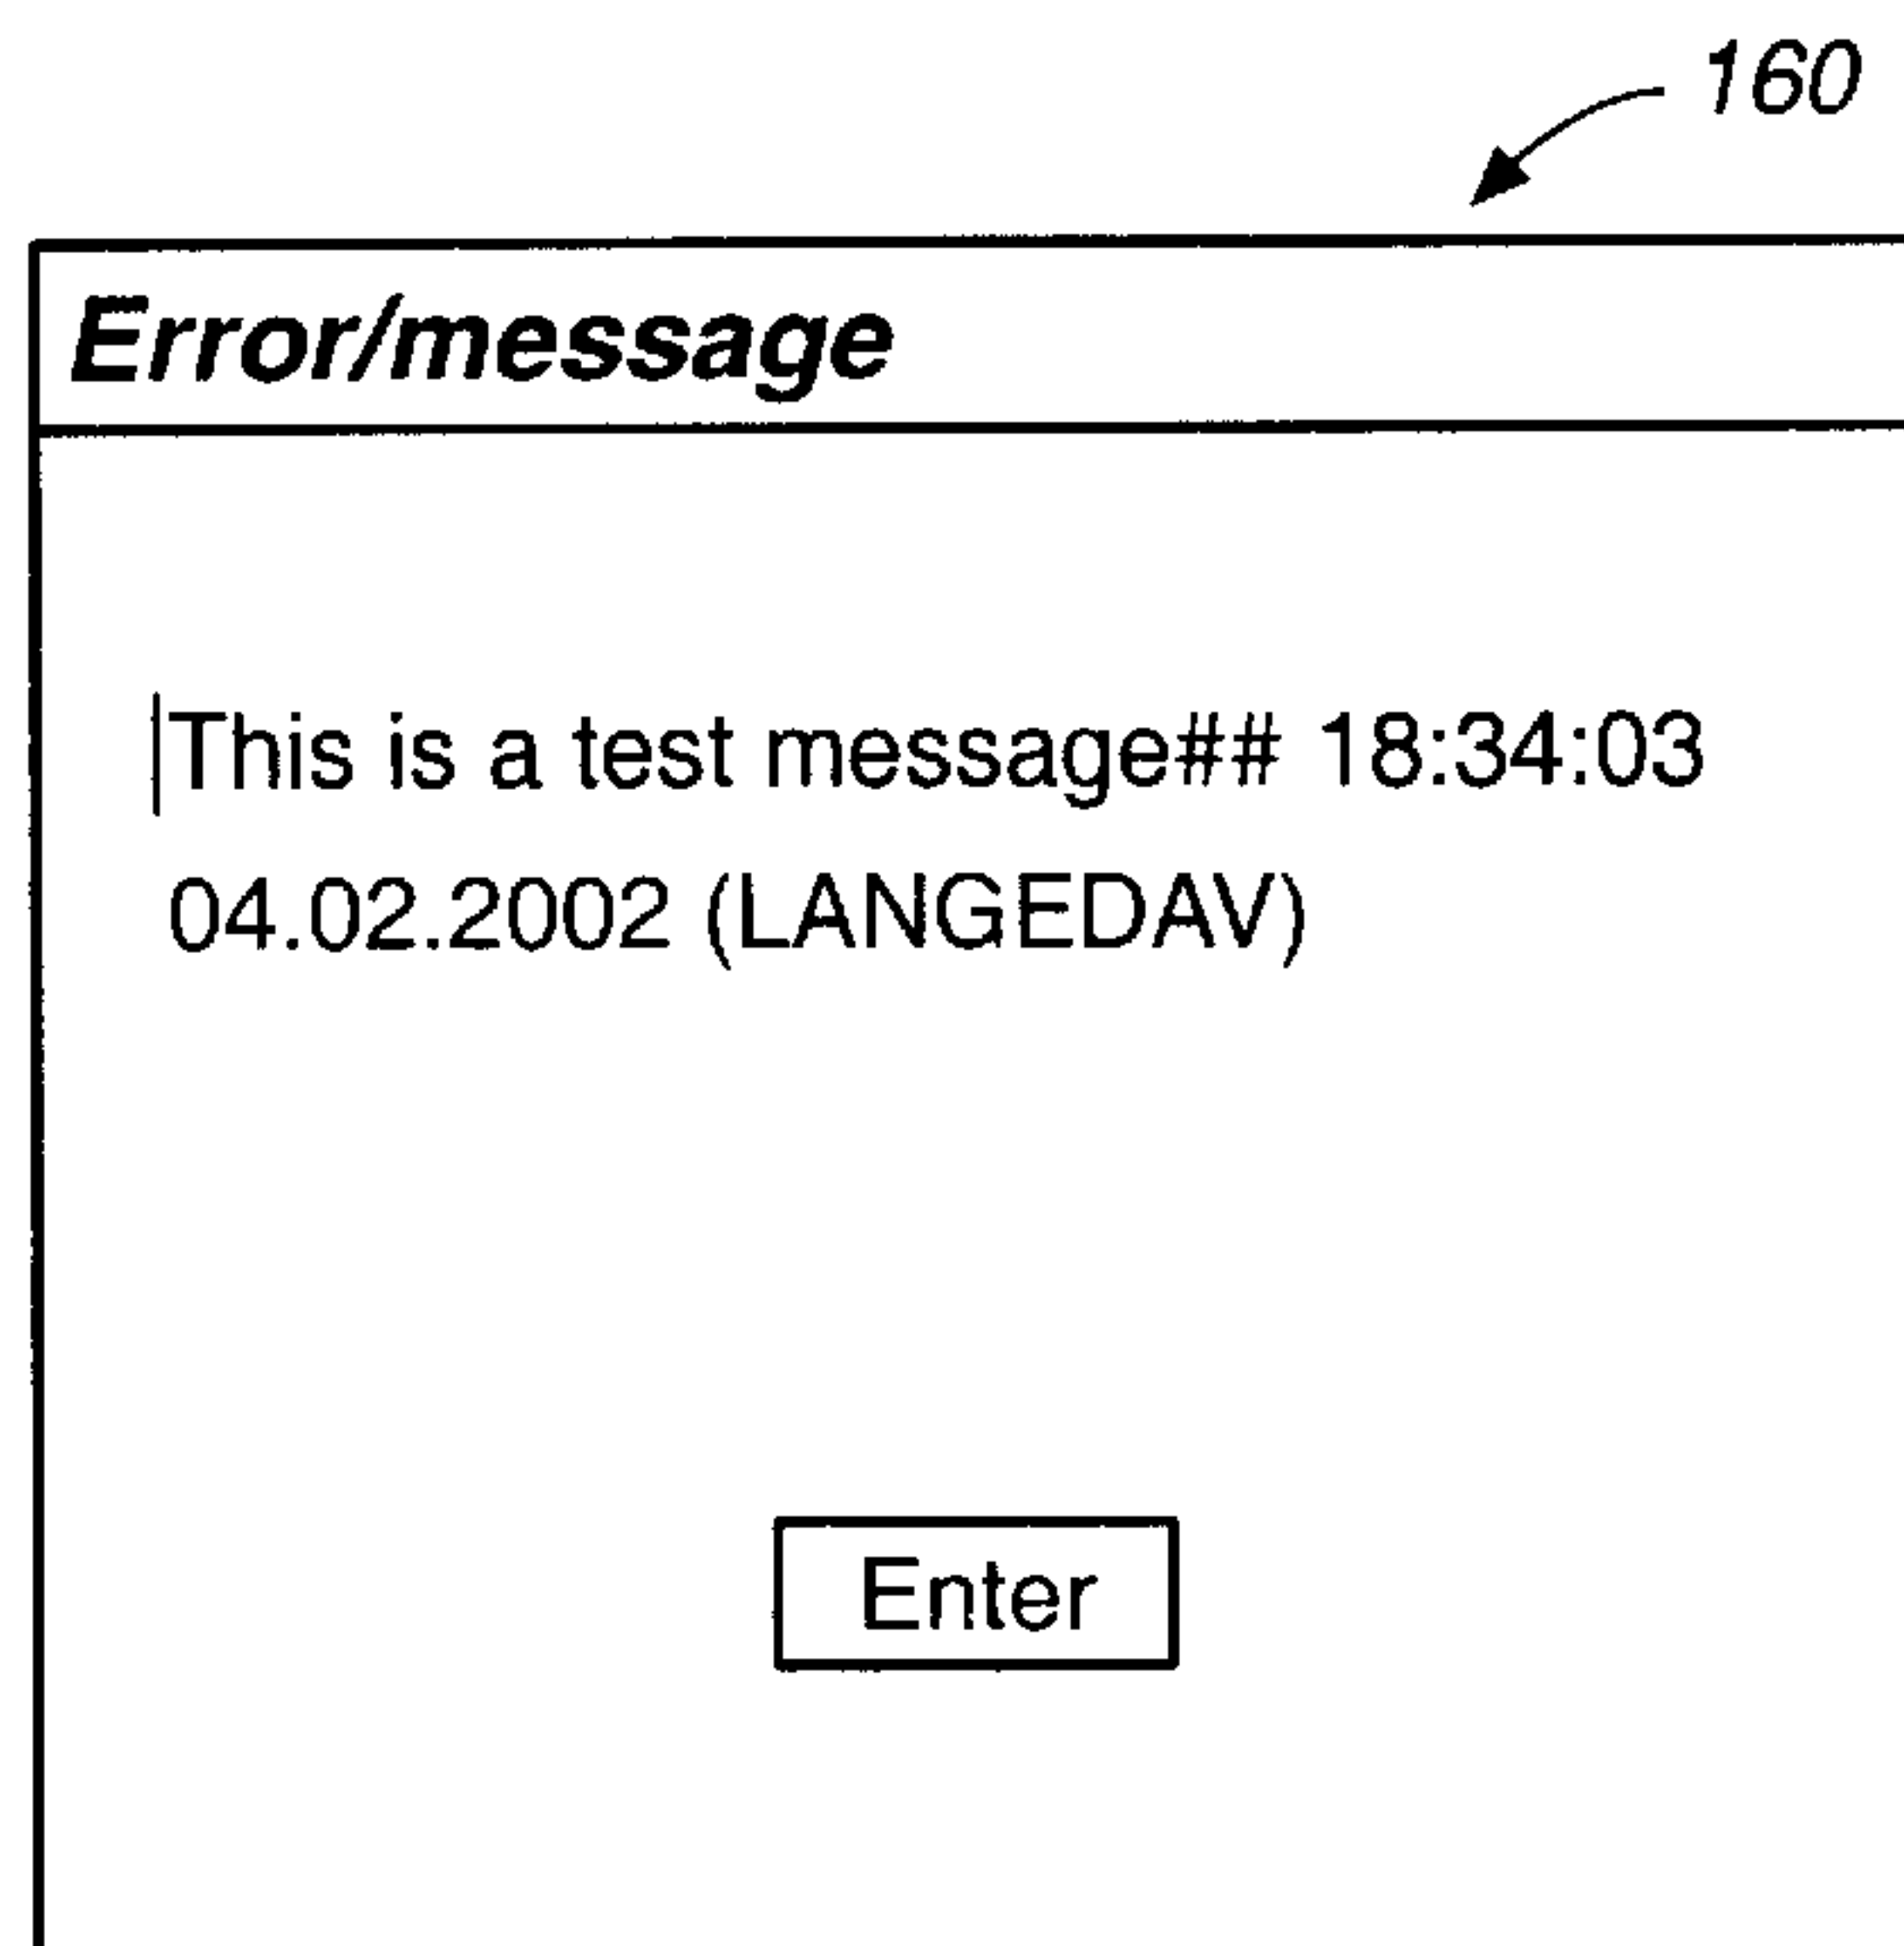 160
Error/message
This is a test message## 18:34:03
04.02.2002 (LANGEDAV)
Enter